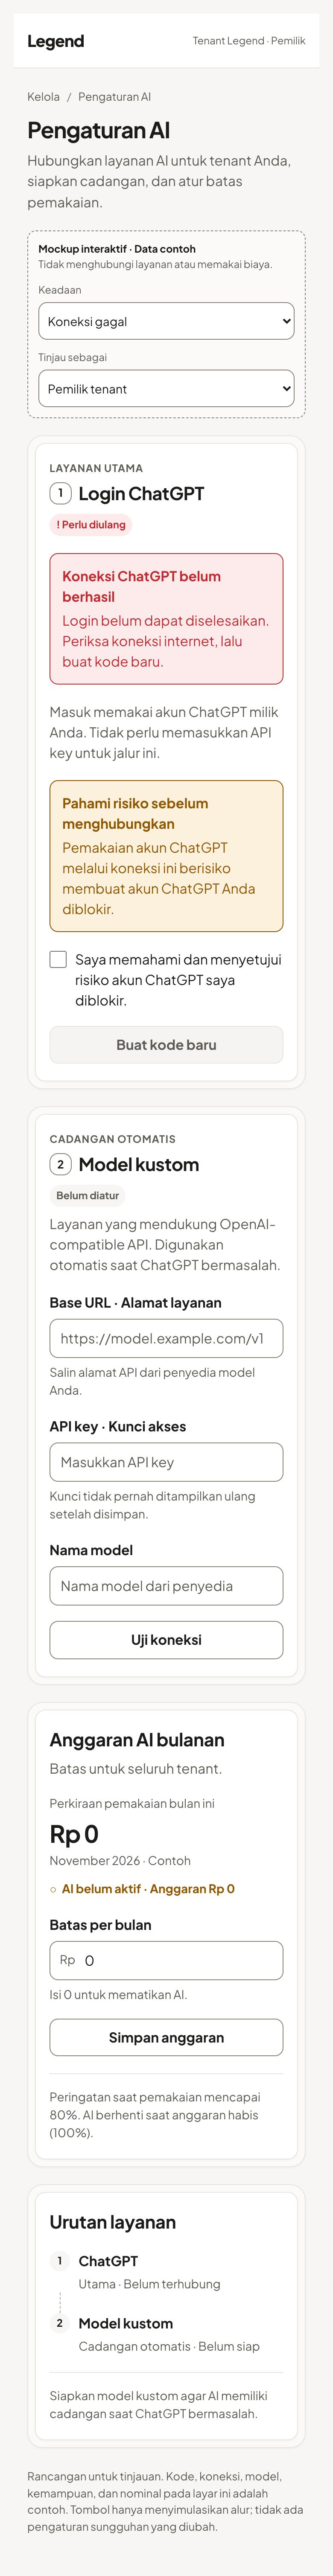 Legend
Tenant Legend · Pemilik
Kelola / Pengaturan AI
Pengaturan AI
Hubungkan layanan AI untuk tenant Anda,
siapkan cadangan, dan atur batas
pemakaian.
Mockup interaktif · Data contoh
Tidak menghubungi layanan atau memakai biaya.
Keadaan
Koneksi gagal
Tinjau sebagai
Pemilik tenant
LAYANAN UTAMA
1 Login ChatGPT
! Perlu diulang
Koneksi ChatGPT belum
berhasil
Login belum dapat diselesaikan.
Periksa koneksi internet, lalu
buat kode baru.
Masuk memakai akun ChatGPT milik
Anda. Tidak perlu memasukkan API
key untuk jalur ini.
Pahami risiko sebelum
menghubungkan
Pemakaian akun ChatGPT
melalui koneksi ini berisiko
membuat akun ChatGPT Anda
diblokir.
Saya memahami dan menyetujui
risiko akun ChatGPT saya
diblokir.
Buat kode baru
CADANGAN OTOMATIS
2 Model kustom
Belum diatur
Layanan yang mendukung OpenAI-
compatible API. Digunakan
otomatis saat ChatGPT bermasalah.
Base URL · Alamat layanan
https://model.example.com/v1
Salin alamat API dari penyedia model
Anda.
API key · Kunci akses
Masukkan API key
Kunci tidak pernah ditampilkan ulang
setelah disimpan.
Nama model
Nama model dari penyedia
Uji koneksi
Anggaran AI bulanan
Batas untuk seluruh tenant.
Perkiraan pemakaian bulan ini
Rp 0
November 2026 · Contoh
○ AI belum aktif · Anggaran Rp 0
Batas per bulan
Rp 0
Isi 0 untuk mematikan AI.
Simpan anggaran
Peringatan saat pemakaian mencapai
80%. AI berhenti saat anggaran habis
(100%).
Urutan layanan
1 ChatGPT
Utama · Belum terhubung
2 Model kustom
Cadangan otomatis · Belum siap
Siapkan model kustom agar AI memiliki
cadangan saat ChatGPT bermasalah.
Rancangan untuk tinjauan. Kode, koneksi, model,
kemampuan, dan nominal pada layar ini adalah
contoh. Tombol hanya menyimulasikan alur; tidak ada
pengaturan sungguhan yang diubah.